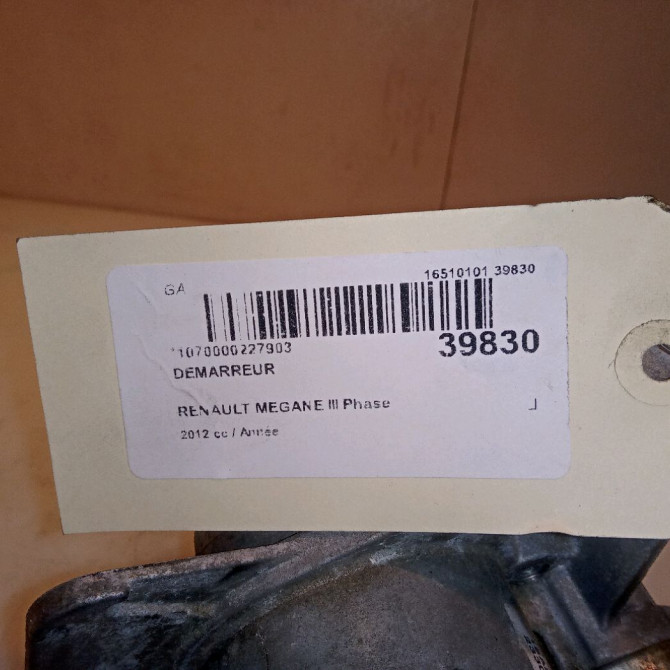 GA
16510101 39830
*1070000227903
39830
DEMARREUR
RENAULT MEGANE III Phase
2012 cc / Année